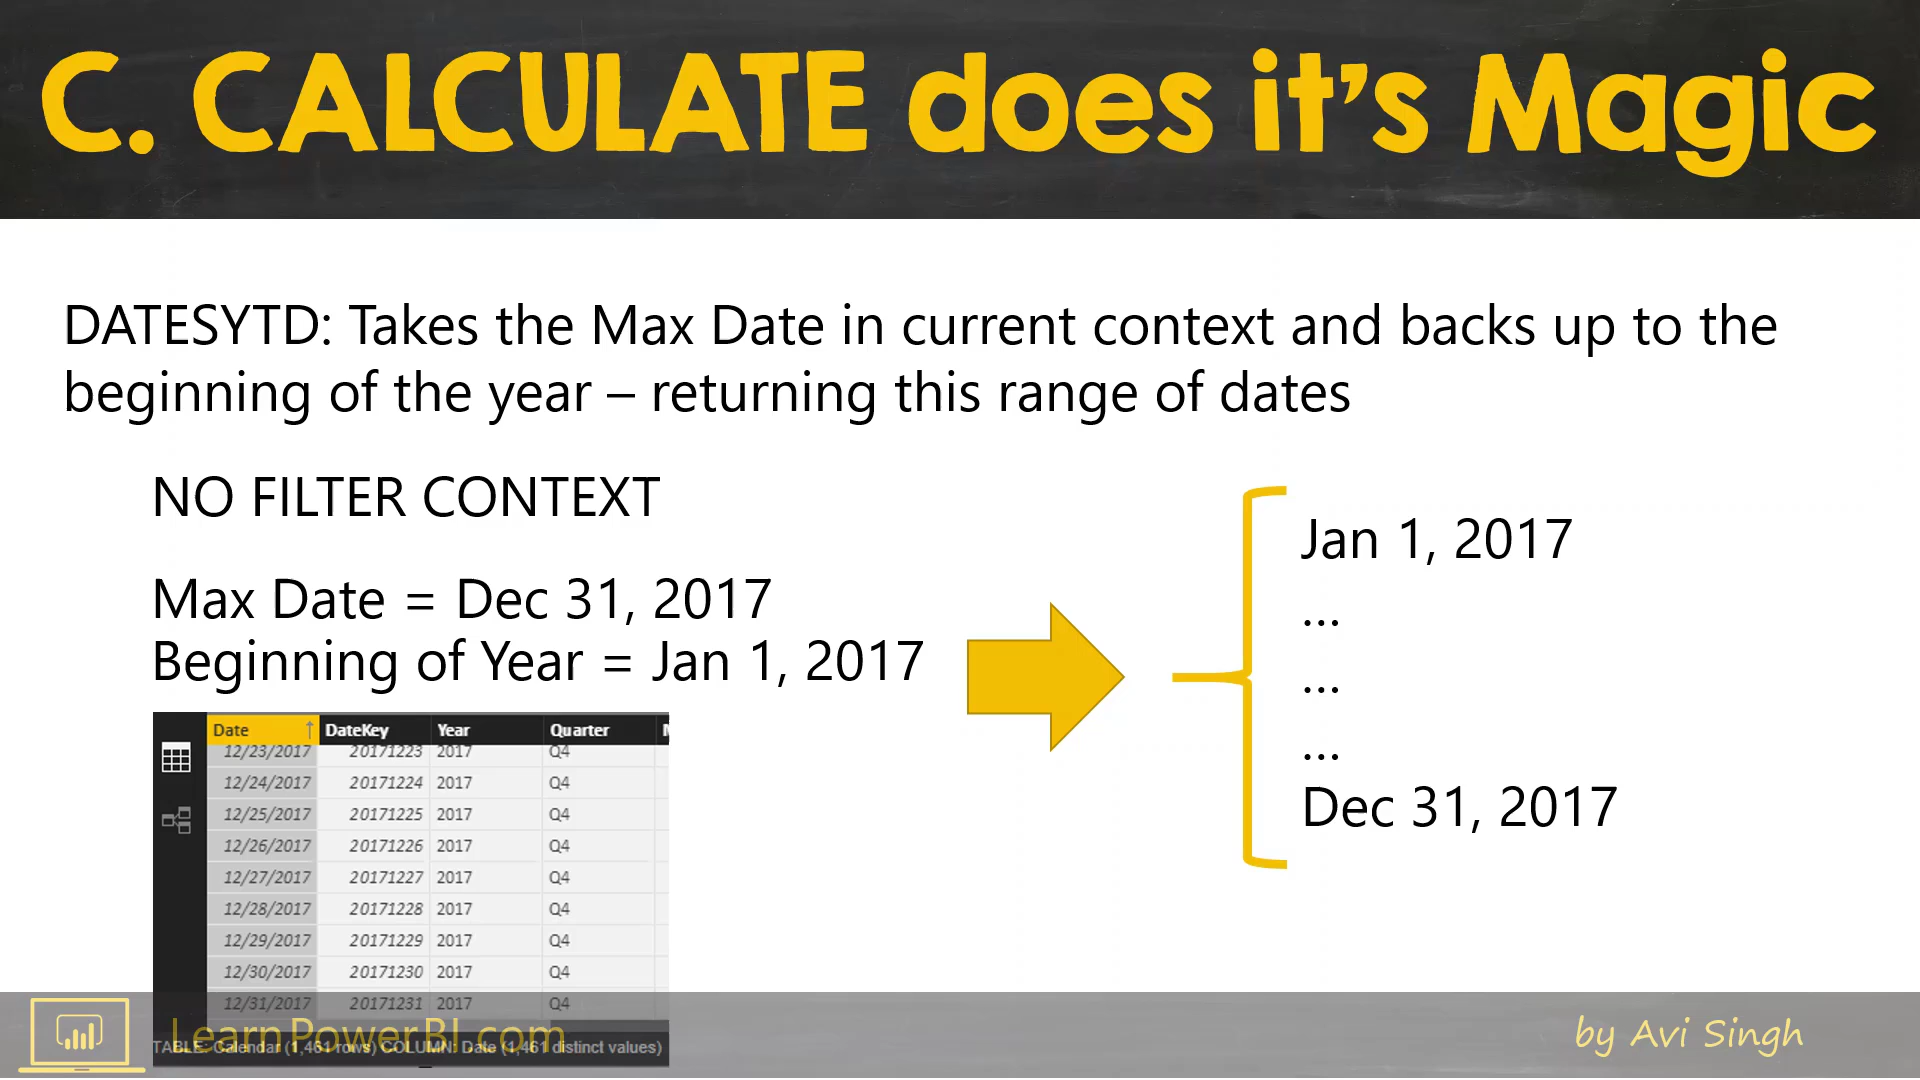 C. CALCULATE does it's Magic
DATESYTD: Takes the Max Date in current context and backs up to the
beginning of the year – returning this range of dates
NO FILTER CONTEXT
Max Date = Dec 31, 2017
Beginning of Year = Jan 1, 2017
Jan 1, 2017
...
...
...
Dec 31, 2017
Date DateKey Year Quarter
12/23/2017 20171223 2017 Q4
12/24/2017 20171224 2017 Q4
12/25/2017 20171225 2017 Q4
12/26/2017 20171226 2017 Q4
12/27/2017 20171227 2017 Q4
12/28/2017 20171228 2017 Q4
12/29/2017 20171229 2017 Q4
12/30/2017 20171230 2017 Q4
12/31/2017 20171231 2017 Q4
TABLE: Calendar (1,461 rows) COLUMN: Date (1,461 distinct values)
LearnPowerBI.com
by Avi Singh